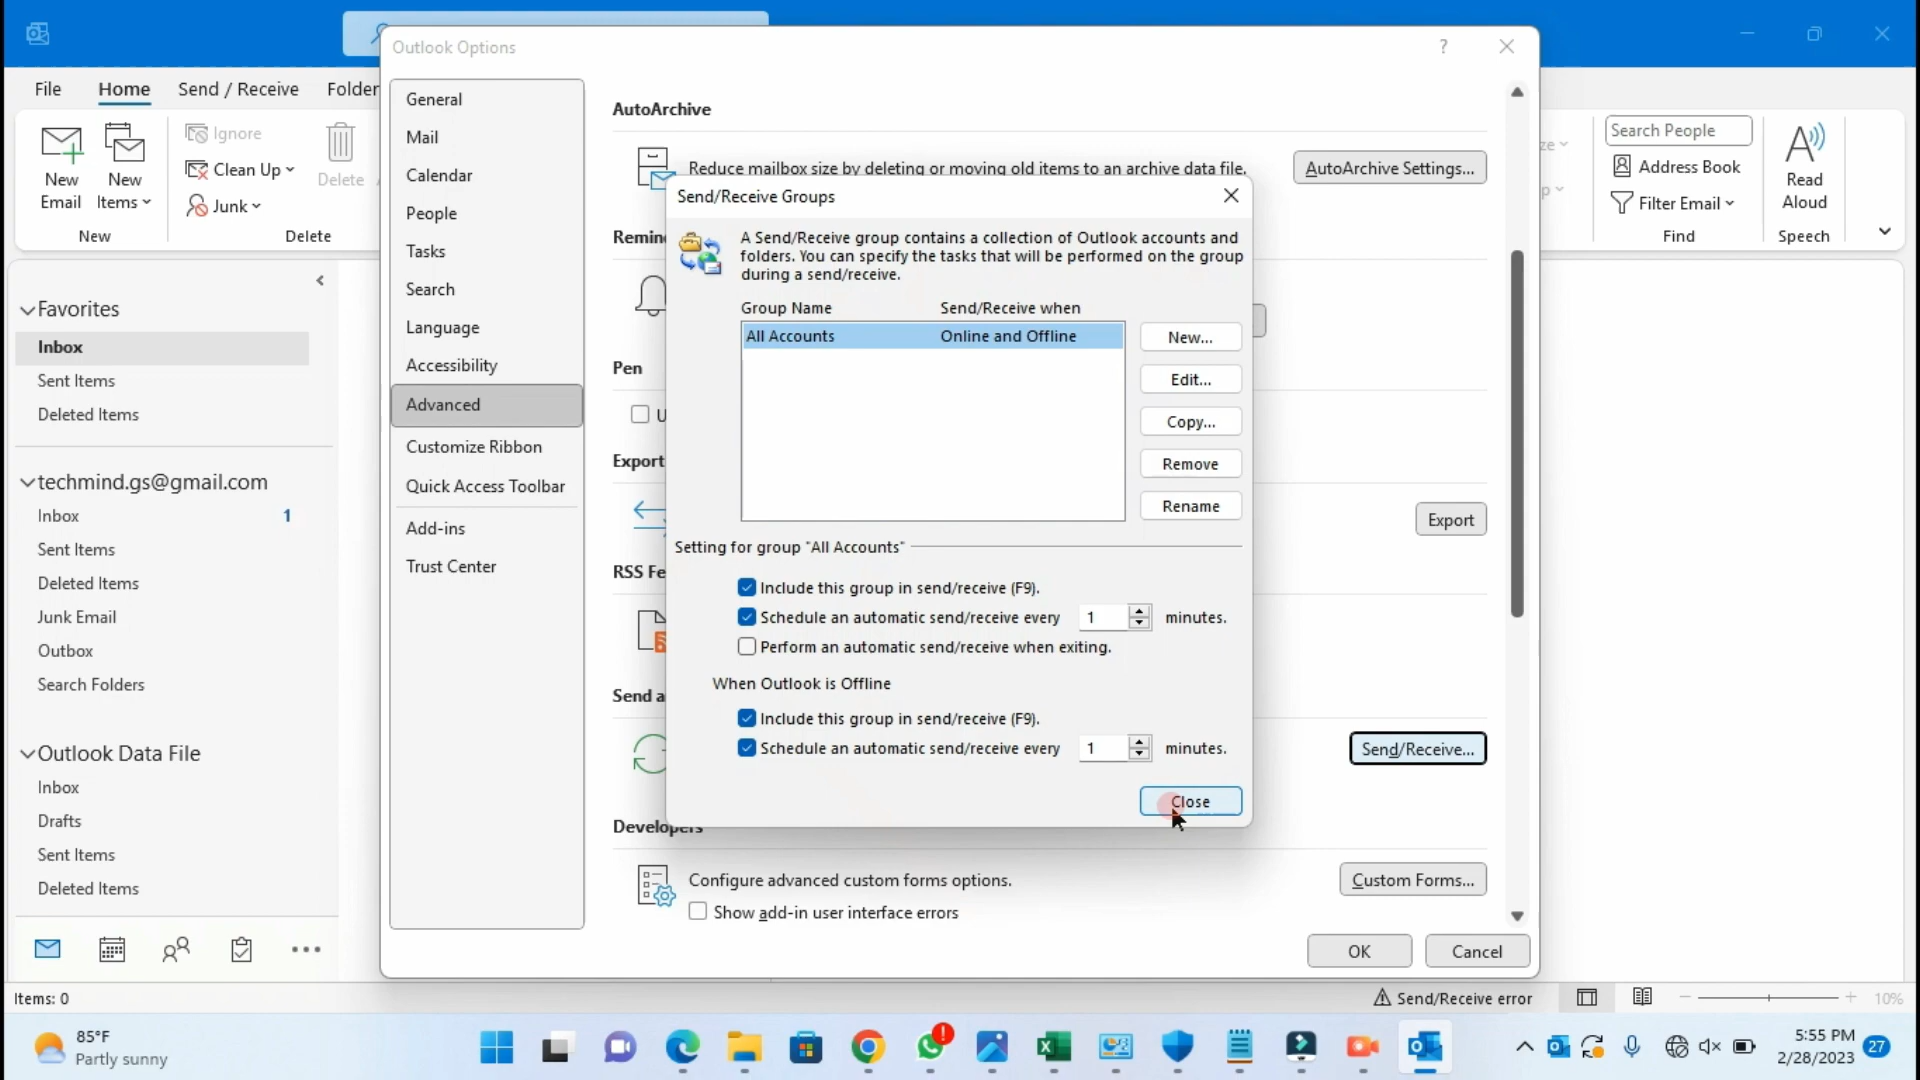 Outlook Options
?
File
Home
Send / Receive
Folder
New Email
New Items
New
Ignore
Clean Up
Junk
Delete
Delete
Search People
Address Book
Filter Email
Find
Read Aloud
Speech
Favorites
Inbox
Sent Items
Deleted Items
techmind.gs@gmail.com
Inbox 1
Sent Items
Deleted Items
Junk Email
Outbox
Search Folders
Outlook Data File
Inbox
Drafts
Sent Items
Deleted Items
General
Mail
Calendar
People
Tasks
Search
Language
Accessibility
Advanced
Customize Ribbon
Quick Access Toolbar
Add-ins
Trust Center
AutoArchive
Reduce mailbox size by deleting or moving old items to an archive data file.
AutoArchive Settings...
Pen
Export
Export
Send/Receive...
Developers
Configure advanced custom forms options.
Custom Forms...
Show add-in user interface errors
OK
Cancel
Send/Receive Groups
A Send/Receive group contains a collection of Outlook accounts and
folders. You can specify the tasks that will be performed on the group
during a send/receive.
Group Name Send/Receive when
All Accounts Online and Offline
New...
Edit...
Copy...
Remove
Rename
Setting for group "All Accounts"
Include this group in send/receive (F9).
Schedule an automatic send/receive every 1 minutes.
Perform an automatic send/receive when exiting.
When Outlook is Offline
Include this group in send/receive (F9).
Schedule an automatic send/receive every 1 minutes.
Close
Items: 0
Send/Receive error
10%
85°F
Partly sunny
5:55 PM
2/28/2023
27